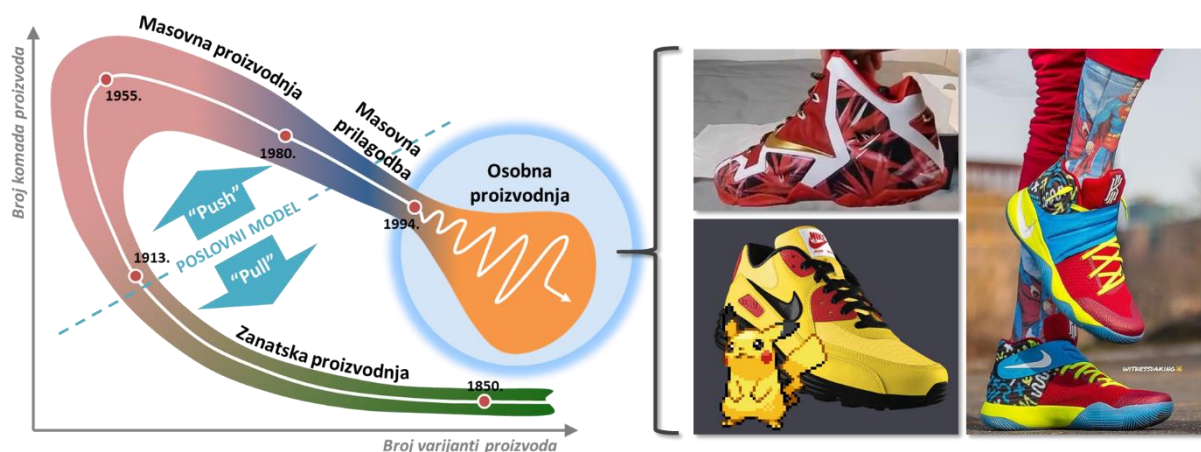 Broj komada proizvoda
Masovna proizvodnja
1955.
1980.
Masovna
prilagodba
Osobna
proizvodnja
"Push"
POSLOVNI MODEL
"Pull"
1994.
1913.
Zanatska proizvodnja
1850.
Broj varijanti proizvoda
NIKE
WITNESSAKING